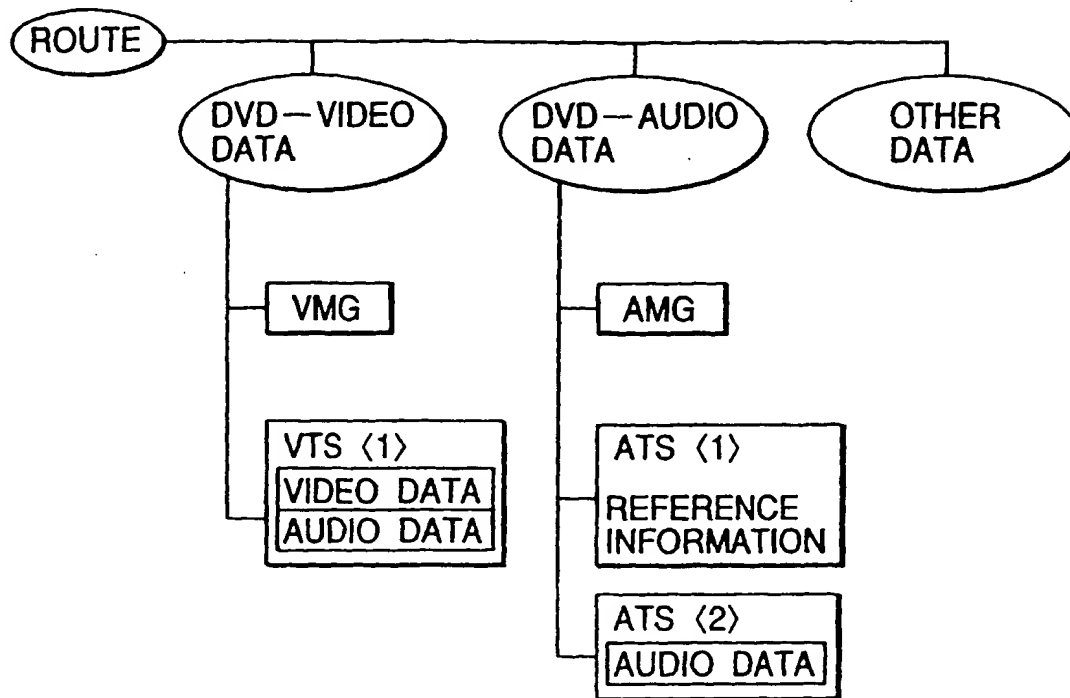 ROUTE
DVD—VIDEO
DATA
DVD—AUDIO
DATA
OTHER
DATA
VMG
AMG
VTS 〈1〉
VIDEO DATA
AUDIO DATA
ATS 〈1〉
REFERENCE
INFORMATION
ATS 〈2〉
AUDIO DATA